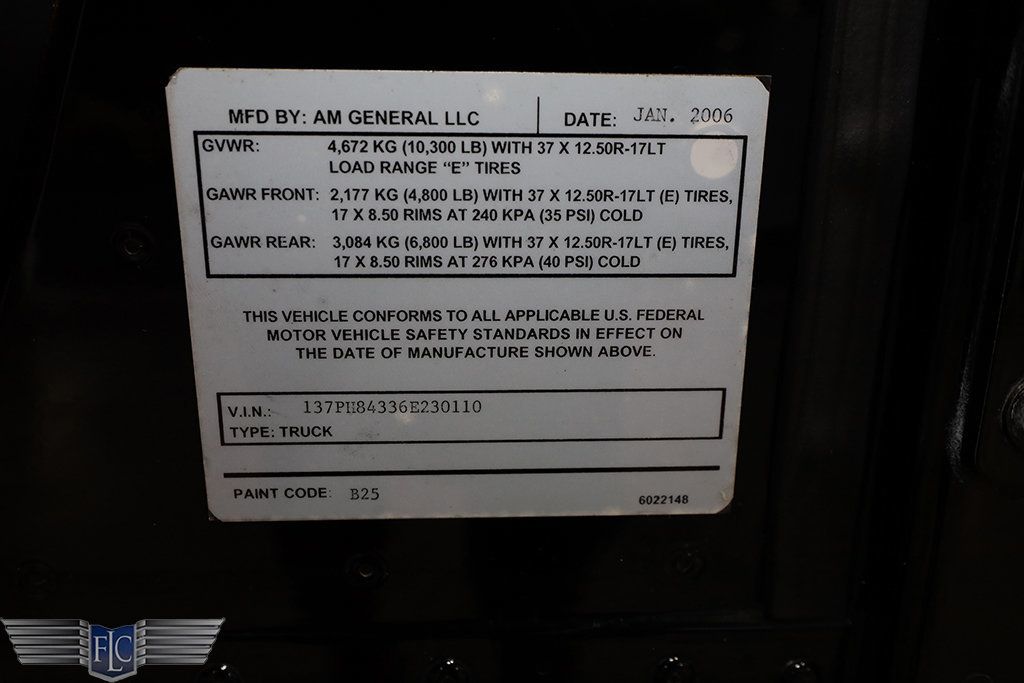 MFD BY: AM GENERAL LLC DATE: JAN. 2006
GVWR: 4,672 KG (10,300 LB) WITH 37 X 12.50R-17LT
LOAD RANGE “E” TIRES
GAWR FRONT: 2,177 KG (4,800 LB) WITH 37 X 12.50R-17LT (E) TIRES,
17 X 8.50 RIMS AT 240 KPA (35 PSI) COLD
GAWR REAR: 3,084 KG (6,800 LB) WITH 37 X 12.50R-17LT (E) TIRES,
17 X 8.50 RIMS AT 276 KPA (40 PSI) COLD
THIS VEHICLE CONFORMS TO ALL APPLICABLE U.S. FEDERAL
MOTOR VEHICLE SAFETY STANDARDS IN EFFECT ON
THE DATE OF MANUFACTURE SHOWN ABOVE.
V.I.N.: 137PH84336E230110
TYPE: TRUCK
PAINT CODE: B25 6022148
FLC